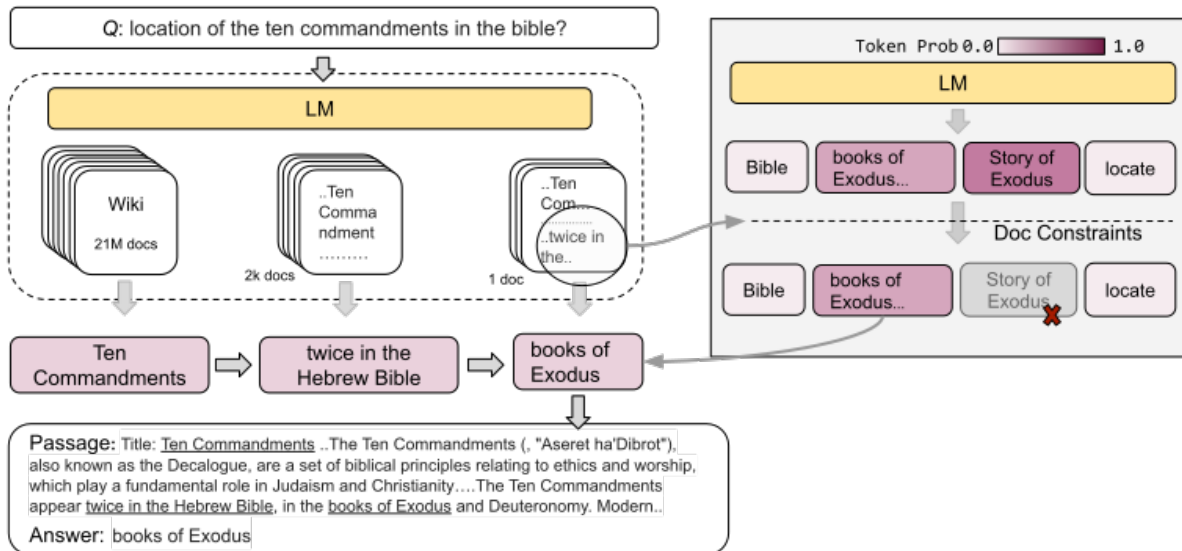 Q: location of the ten commandments in the bible?
LM
Wiki
21M docs
..Ten
Comma
ndment
.........
2k docs
..Ten
Com...
............
..twice in
the..
1 doc
Ten
Commandments
twice in the
Hebrew Bible
books of
Exodus
Token Prob 0.0 1.0
LM
Bible
books of
Exodus...
Story of
Exodus
locate
Doc Constraints
Bible
books of
Exodus...
Story of
Exodus
locate
Passage: Title: Ten Commandments ..The Ten Commandments (, "Aseret ha'Dibrot"),
also known as the Decalogue, are a set of biblical principles relating to ethics and worship,
which play a fundamental role in Judaism and Christianity....The Ten Commandments
appear twice in the Hebrew Bible, in the books of Exodus and Deuteronomy. Modern..
Answer: books of Exodus